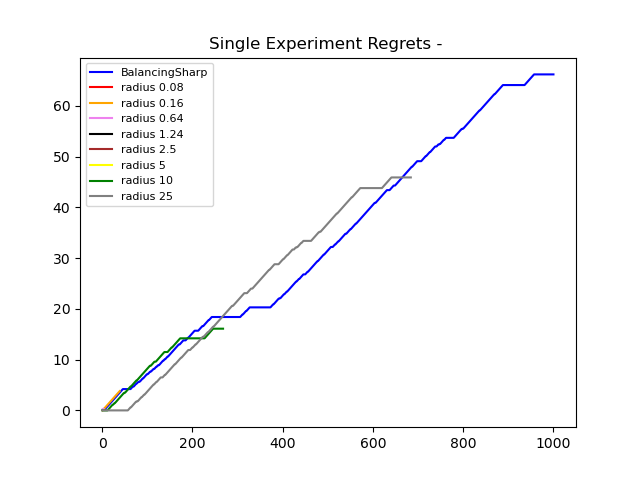 Single Experiment Regrets -
BalancingSharp
radius 0.08
radius 0.16
radius 0.64
radius 1.24
radius 2.5
radius 5
radius 10
radius 25
60
50
40
30
20
10
0
0 200 400 600 800 1000